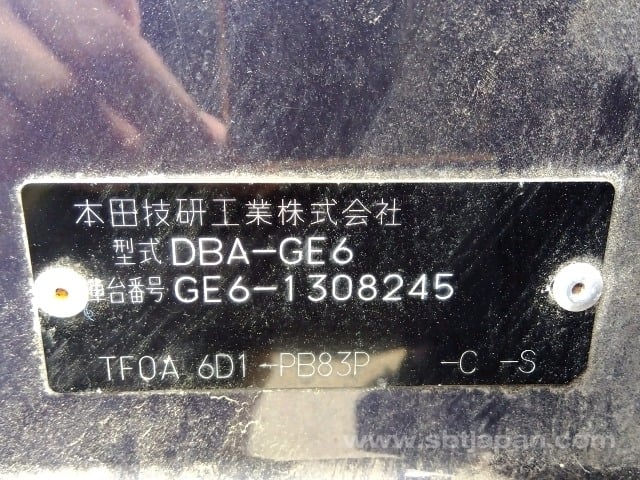 本田技研工業株式会社
型式 DBA-GE6
車台番号 GE6-1308245
TF0A 6D1-PB83P -C -S
www.sbtjapan.com